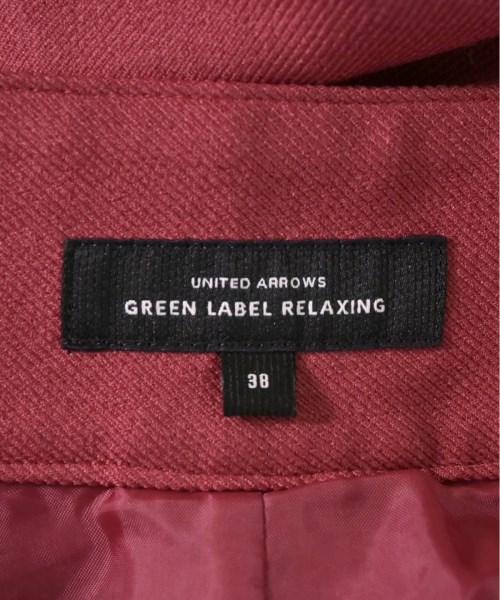 UNITED ARROWS
GREEN LABEL RELAXING
38